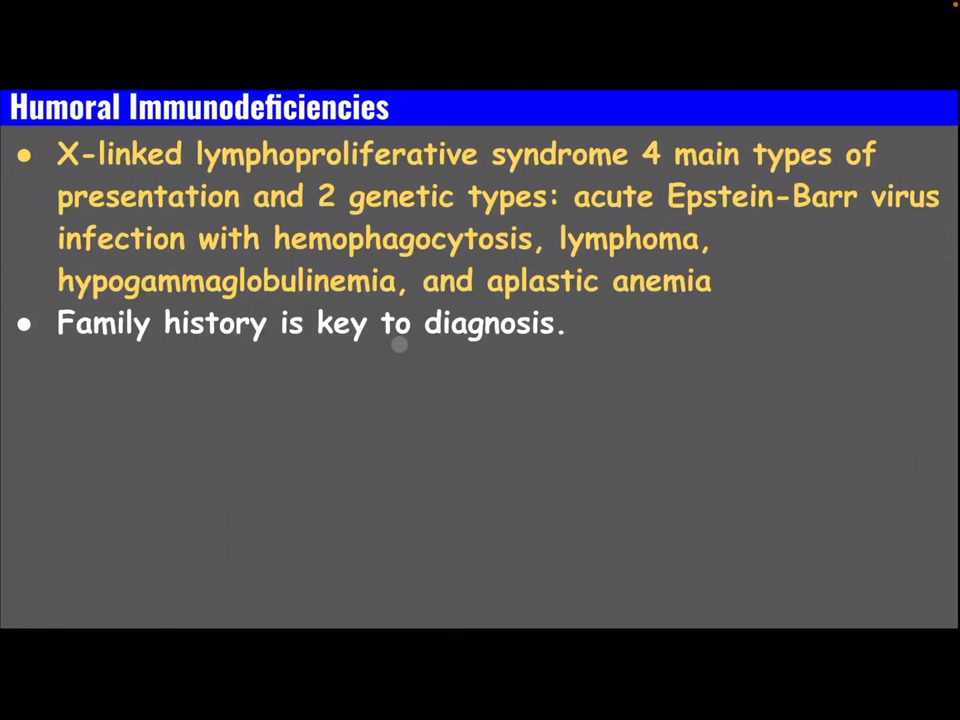 Humoral Immunodeficiencies
● X-linked lymphoproliferative syndrome 4 main types of
presentation and 2 genetic types: acute Epstein-Barr virus
infection with hemophagocytosis, lymphoma,
hypogammaglobulinemia, and aplastic anemia
● Family history is key to diagnosis.